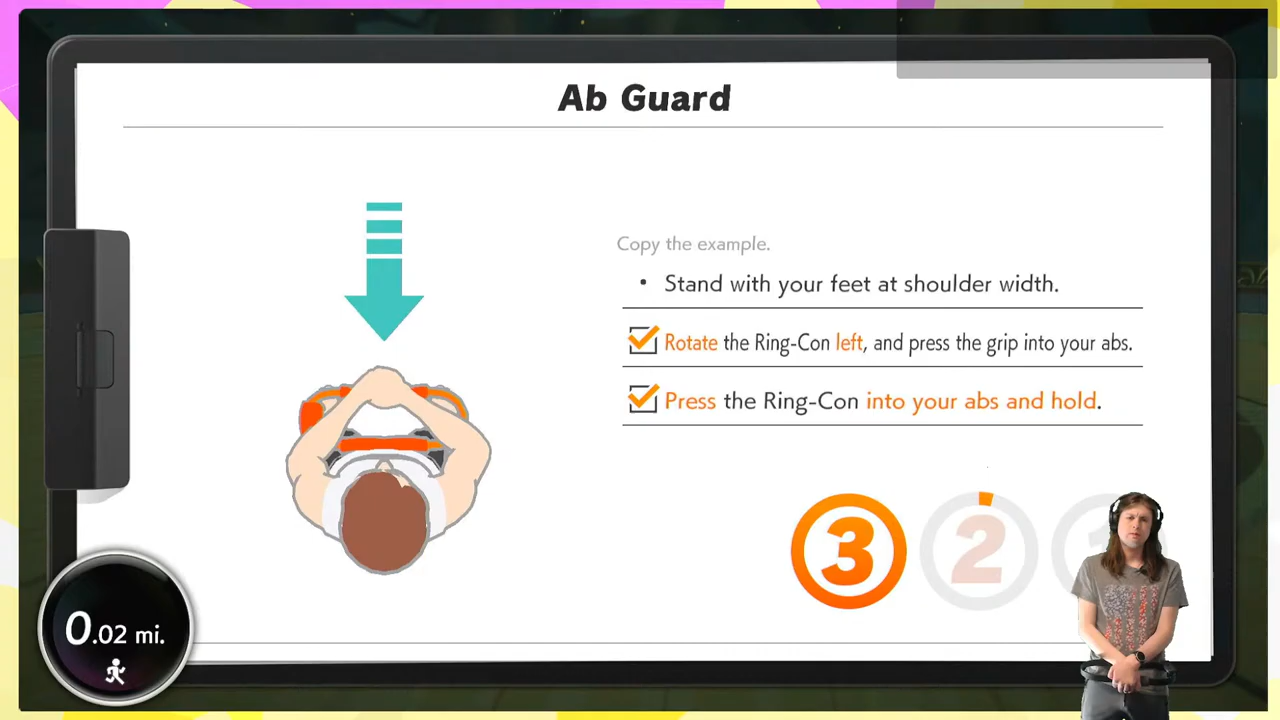 Ab Guard
Copy the example.
• Stand with your feet at shoulder width.
Rotate the Ring-Con left, and press the grip into your abs.
Press the Ring-Con into your abs and hold.
3 2 1
0.02 mi.